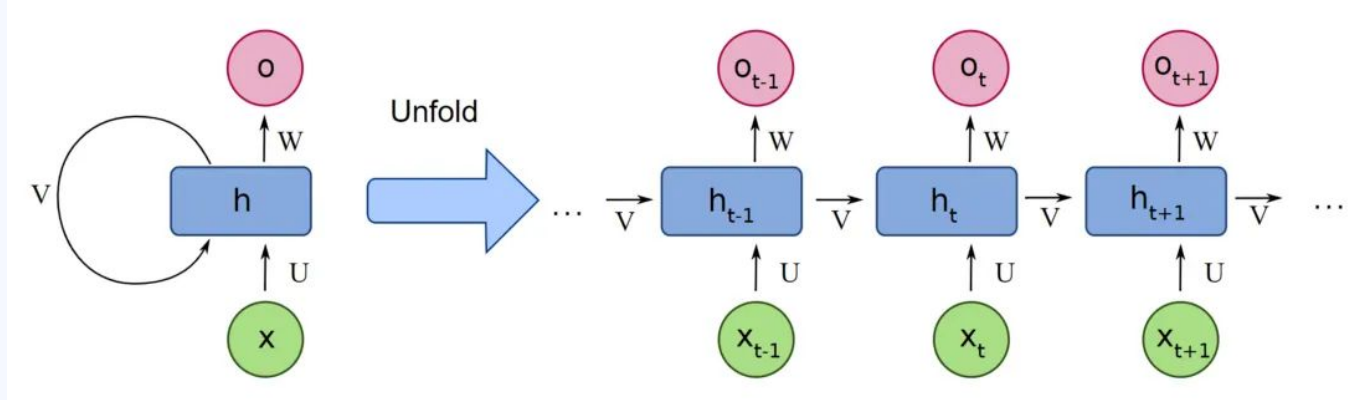 o
W
V
h
U
x
Unfold
o_{t-1} o_t o_{t+1}
W W W
... V h_{t-1} V h_t V h_{t+1} V ...
U U U
x_{t-1} x_t x_{t+1}